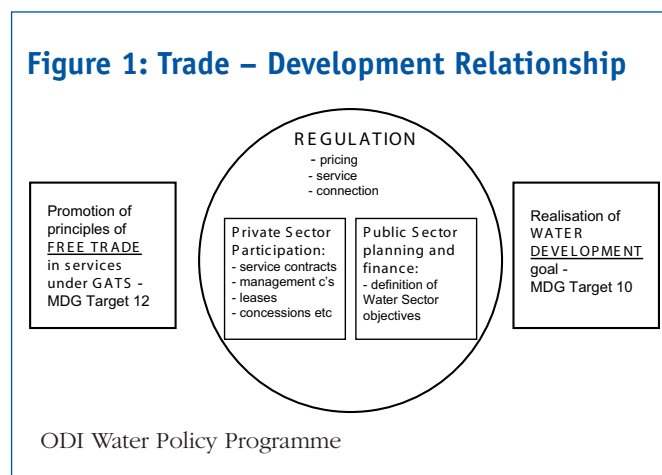 Figure 1: Trade – Development Relationship
REGULATION
- pricing
- service
- connection
Promotion of
principles of
FREE TRADE
in services
under GATS -
MDG Target 12
Private Sector
Participation:
- service contracts
- management c's
- leases
- concessions etc
Public Sector
planning and
finance:
- definition of
Water Sector
objectives
Realisation of
WATER
DEVELOPMENT
goal -
MDG Target 10
ODI Water Policy Programme